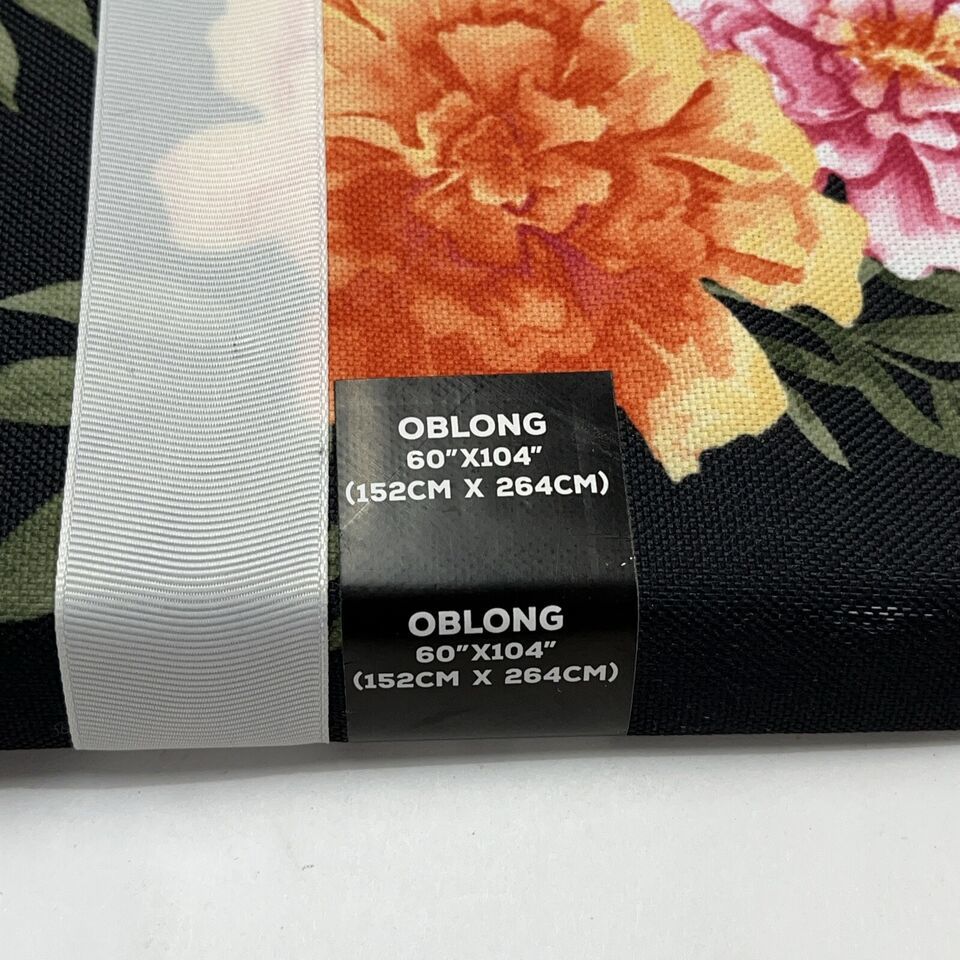 OBLONG
60"X104"
(152CM X 264CM)
OBLONG
60"X104"
(152CM X 264CM)